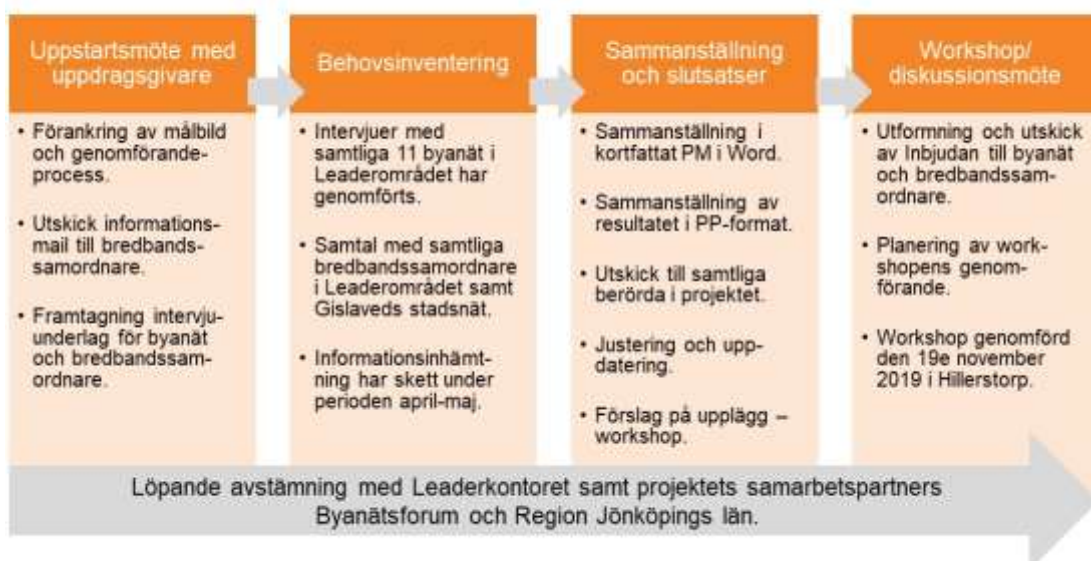 Uppstartsmöte med
uppdragsgivare
• Förankring av målbild
och genomförande-
process.
• Utskick informations-
mail till bredbands-
samordnare.
• Framtagning intervju-
underlag för byanät
och bredbandssam-
ordnare.
Behovsinventering
• Intervjuer med
samtliga 11 byanät i
Leaderområdet har
genomförts.
• Samtal med samtliga
bredbandssamordnare
i Leaderområdet samt
Gislaveds stadsnät.
• Informationsinhämt-
ning har skett under
perioden april-maj.
Sammanställning
och slutsatser
• Sammanställning i
kortfattat PM i Word.
• Sammanställning av
resultatet i PP-format.
• Utskick till samtliga
berörda i projektet.
• Justering och upp-
datering.
• Förslag på upplägg –
workshop.
Workshop/
diskussionsmöte
• Utformning och utskick
av Inbjudan till byanät
och bredbandssam-
ordnare.
• Planering av work-
shopens genom-
förande.
• Workshop genomförd
den 19e november
2019 i Hillerstorp.
Löpande avstämning med Leaderkontoret samt projektets samarbetspartners
Byanätsforum och Region Jönköpings län.